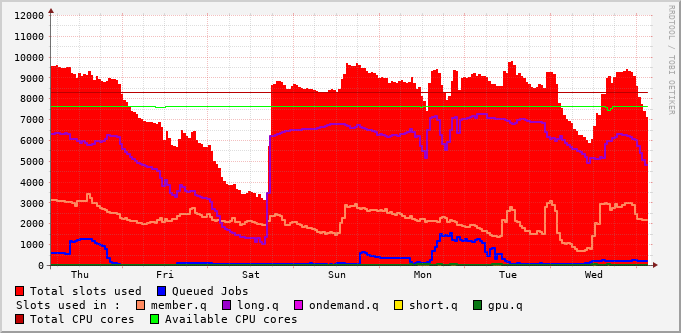 12000
11000
10000
9000
8000
7000
6000
5000
4000
3000
2000
1000
0
Thu Fri Sat Sun Mon Tue Wed
RRDTOOL / TOBI OETIKER
Total slots used Queued Jobs
Slots used in : member.q long.q ondemand.q short.q gpu.q
Total CPU cores Available CPU cores